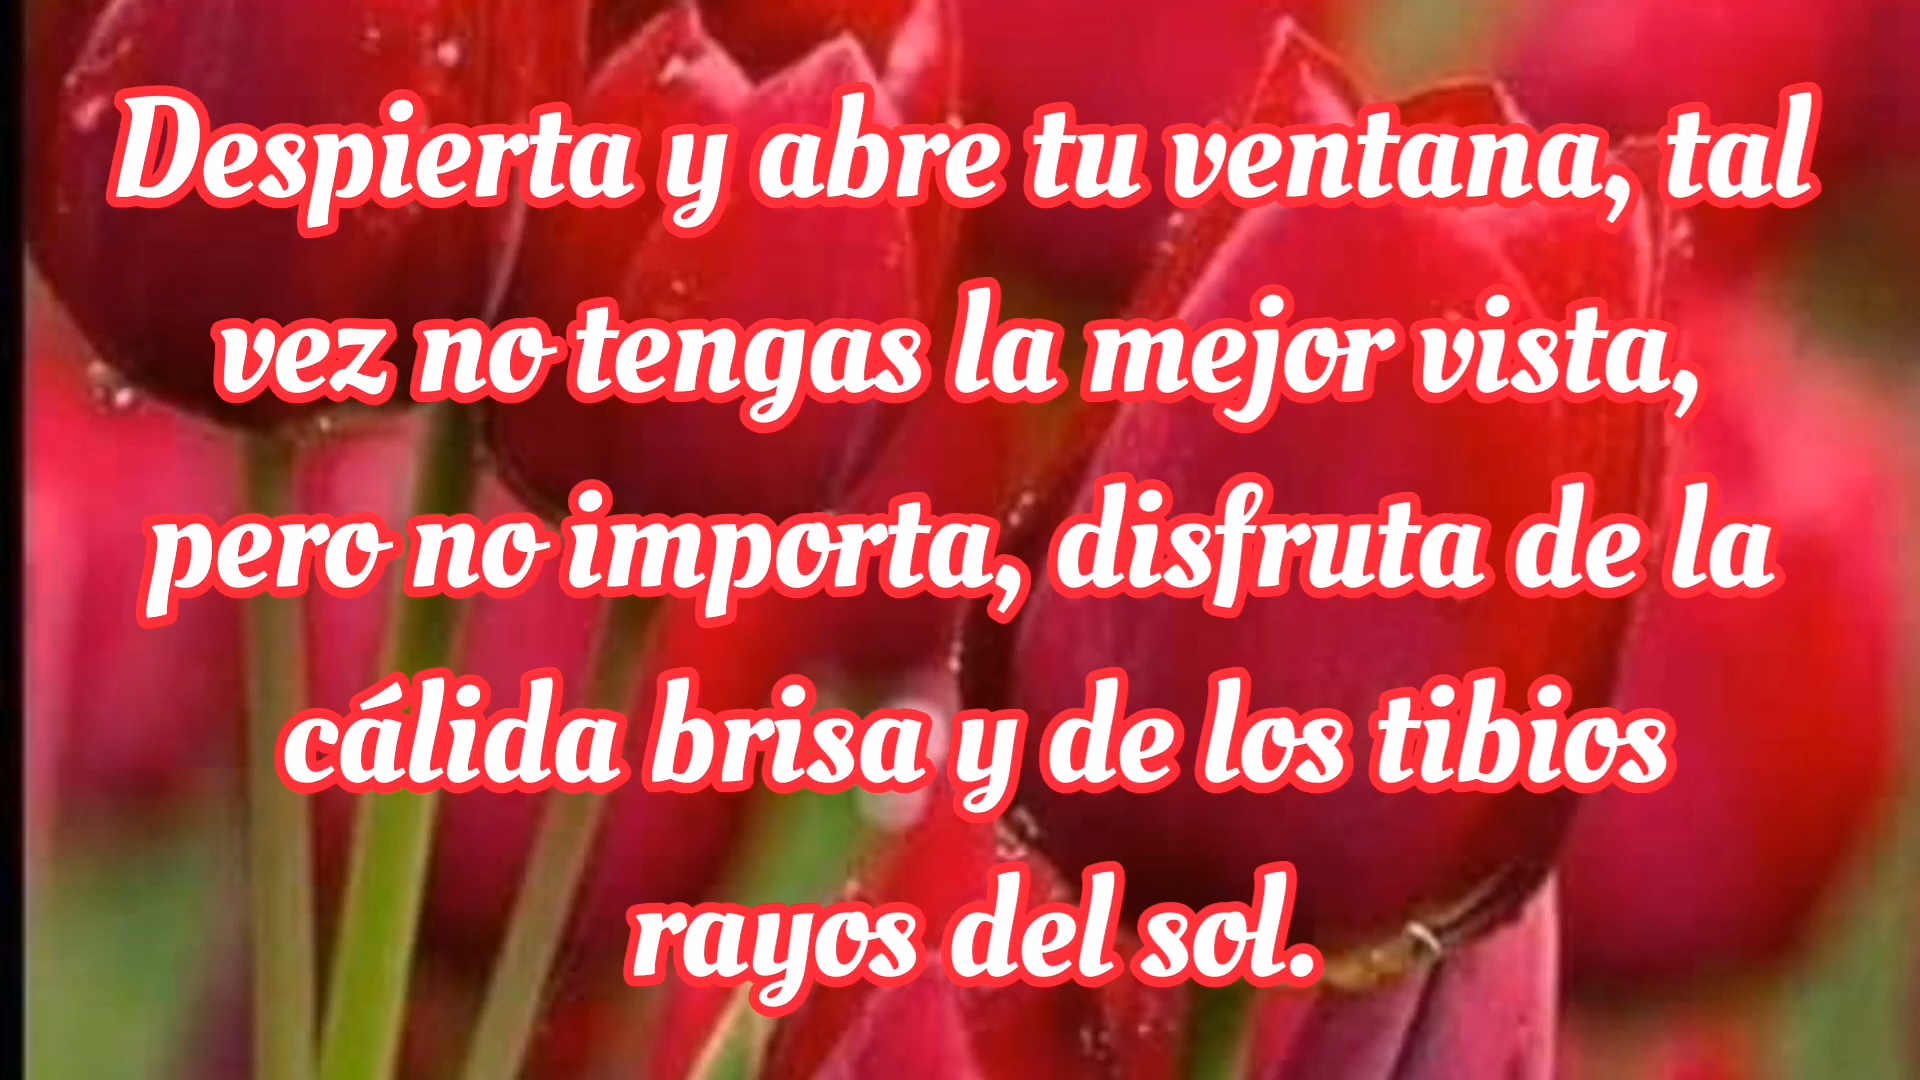 Despierta y abre tu ventana, tal
vez no tengas la mejor vista,
pero no importa, disfruta de la
cálida brisa y de los tibios
rayos del sol.